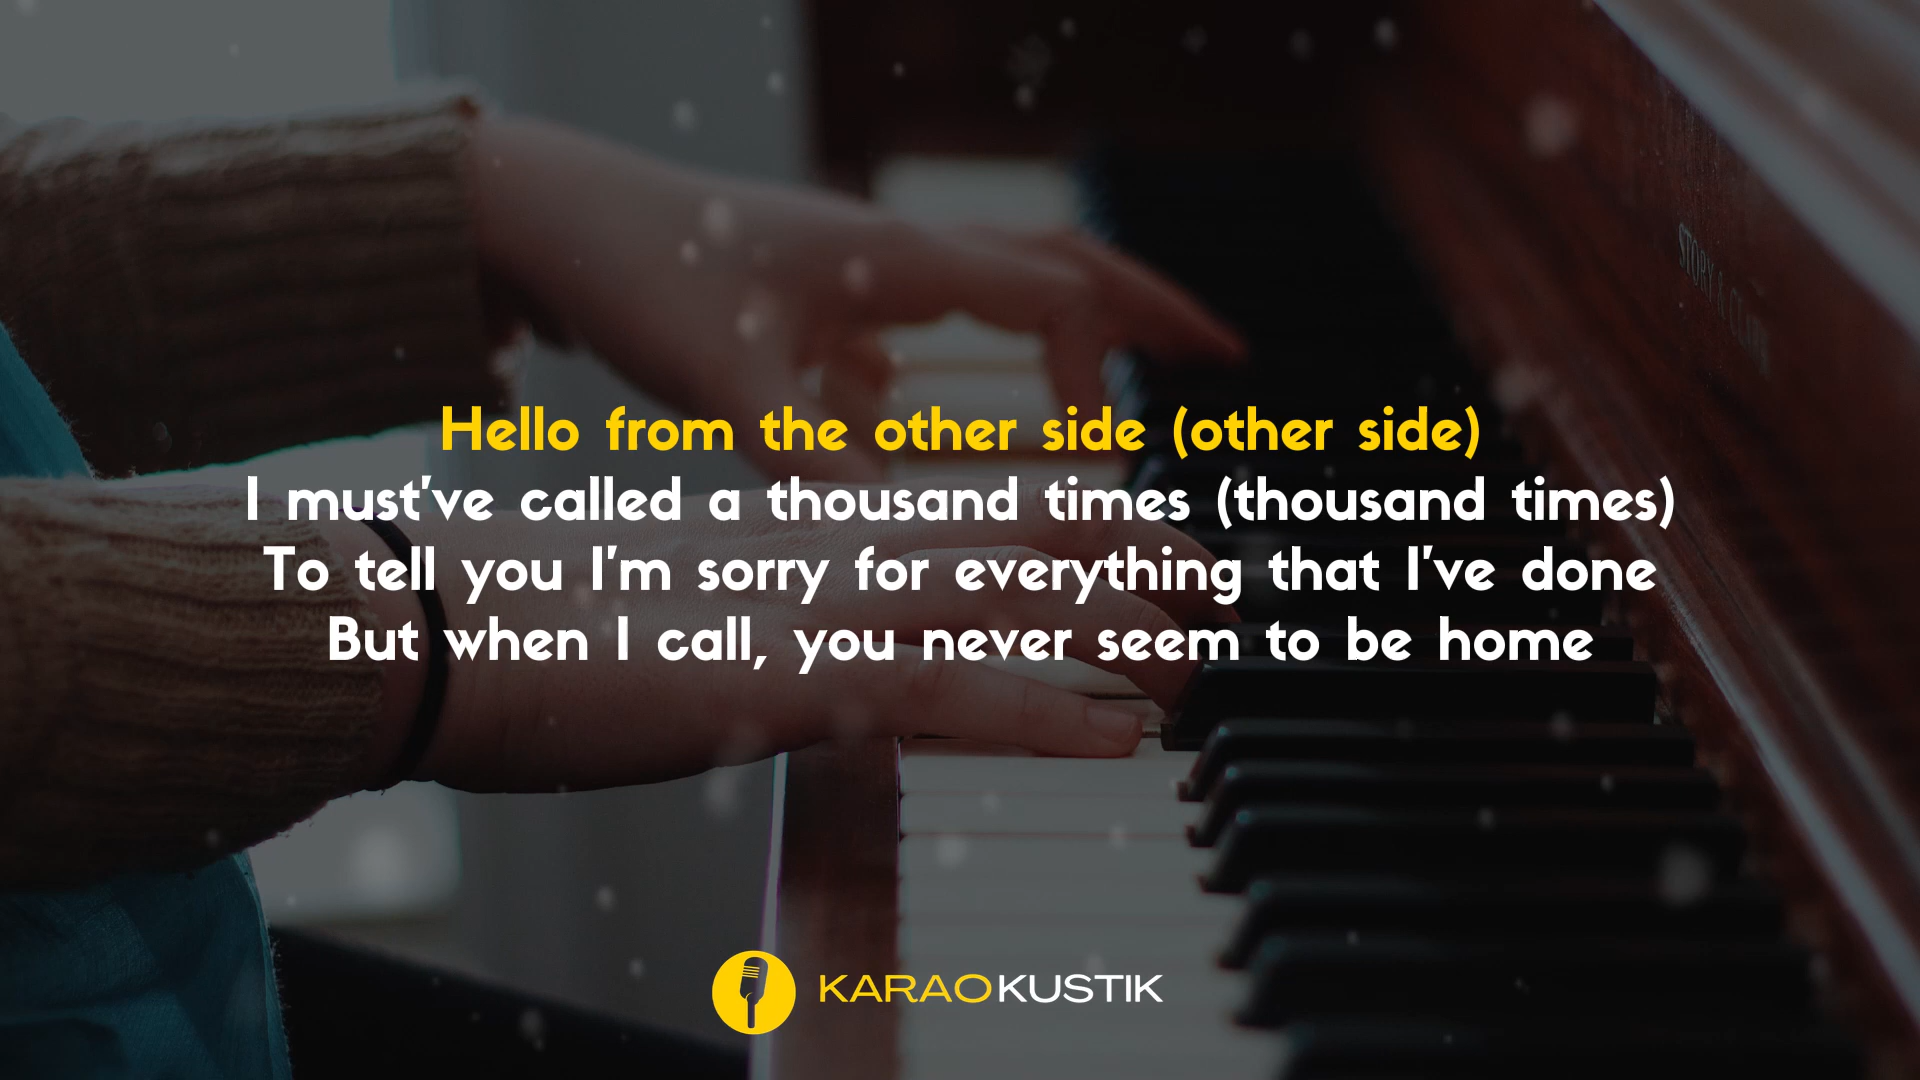 Hello from the other side (other side)
I must've called a thousand times (thousand times)
To tell you I'm sorry for everything that I've done
But when I call, you never seem to be home
KARAOKUSTIK